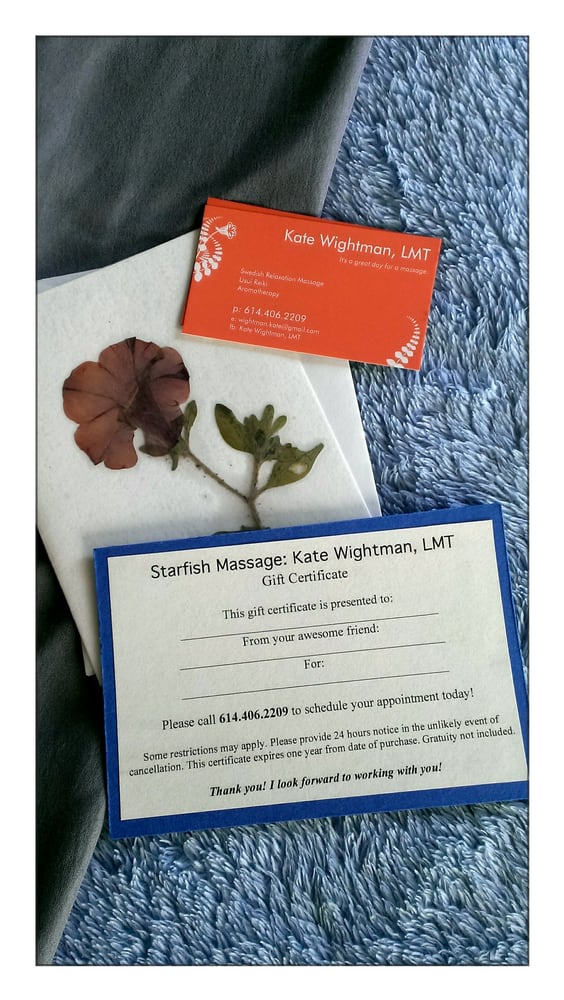 Kate Wightman, LMT
It's a great day for a massage.
Swedish Relaxation Massage
Usui Reiki
Aromatherapy
p: 614.406.2209
e: wightman.kate@gmail.com
fb: Kate Wightman, LMT
Starfish Massage: Kate Wightman, LMT
Gift Certificate
This gift certificate is presented to:
From your awesome friend:
For:
Please call 614.406.2209 to schedule your appointment today!
Some restrictions may apply. Please provide 24 hours notice in the unlikely event of
cancellation. This certificate expires one year from date of purchase. Gratuity not included.
Thank you! I look forward to working with you!